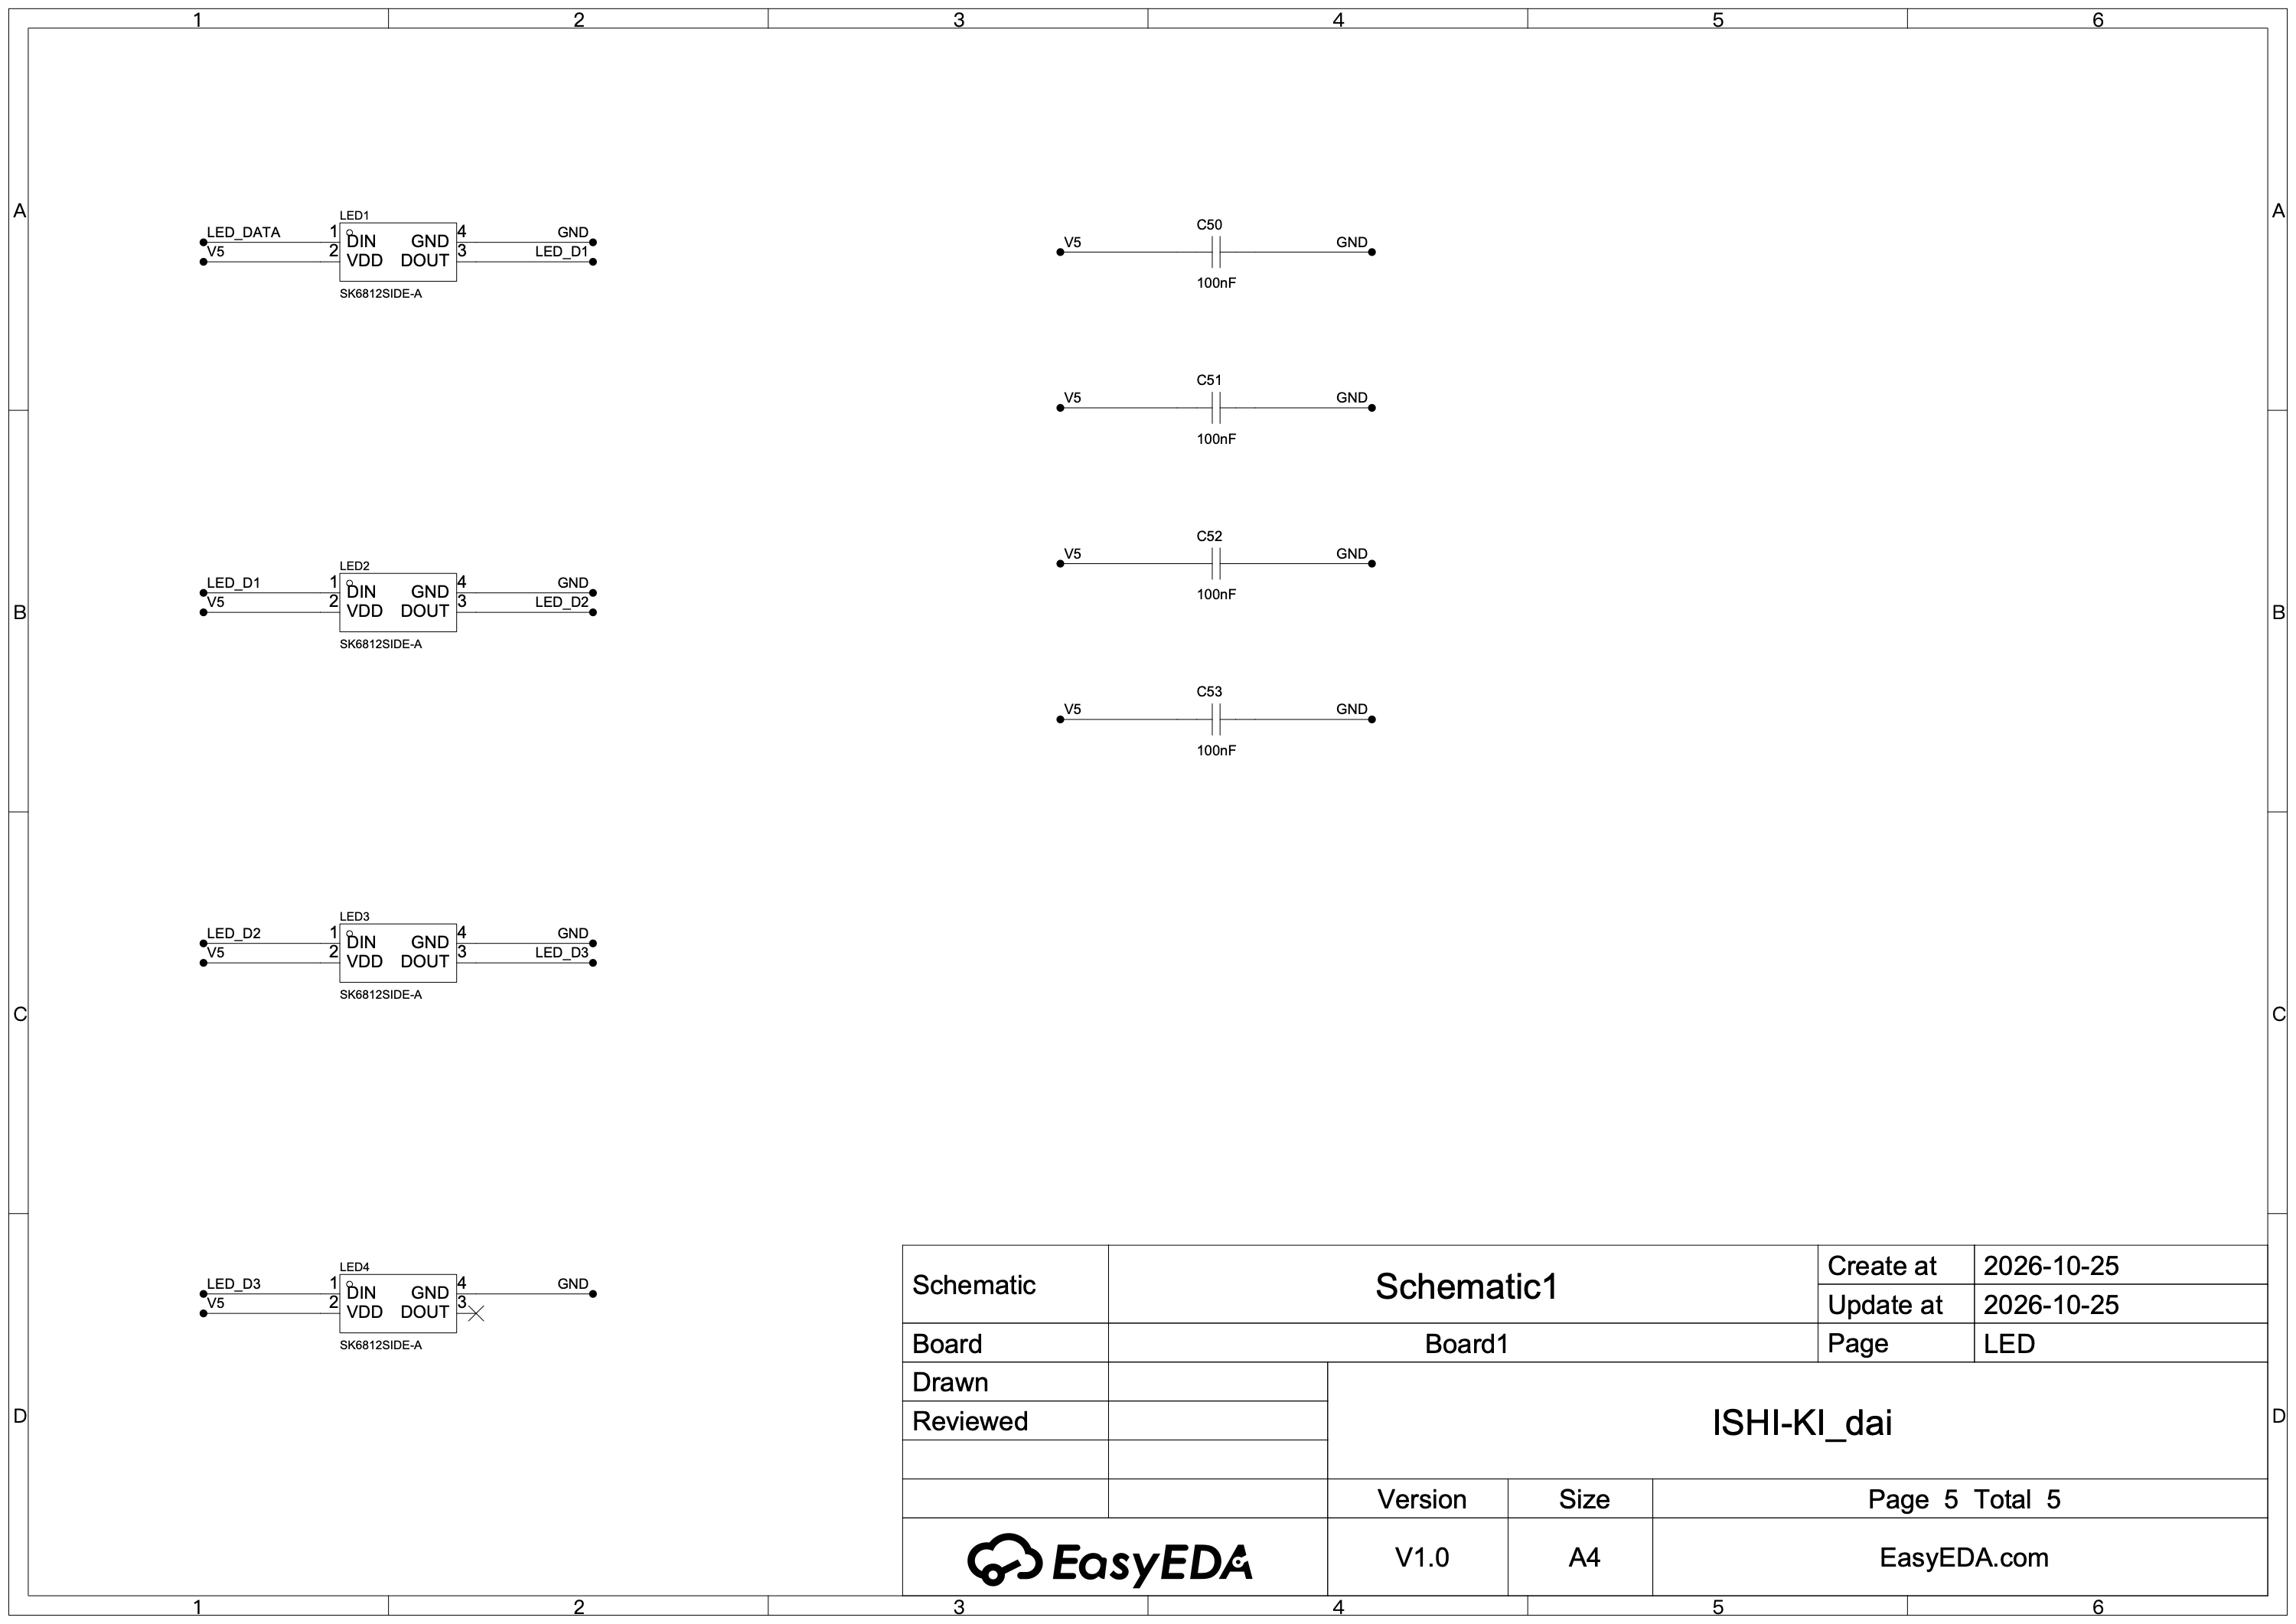 1 2 3 4 5 6
A A
LED1
LED_DATA 1 DIN GND 4 GND
V5 2 VDD DOUT 3 LED_D1
SK6812SIDE-A
C50
V5 GND
100nF
C51
V5 GND
100nF
C52
V5 GND
100nF
LED2
LED_D1 1 DIN GND 4 GND
V5 2 VDD DOUT 3 LED_D2
SK6812SIDE-A
B B
C53
V5 GND
100nF
LED3
LED_D2 1 DIN GND 4 GND
V5 2 VDD DOUT 3 LED_D3
SK6812SIDE-A
C C
LED4
LED_D3 1 DIN GND 4 GND
V5 2 VDD DOUT 3
SK6812SIDE-A
Schematic Schematic1 Create at 2026-10-25
Update at 2026-10-25
Board Board1 Page LED
Drawn
Reviewed ISHI-KI_dai
D D
Version Size Page 5 Total 5
EasyEDA V1.0 A4 EasyEDA.com
1 2 3 4 5 6